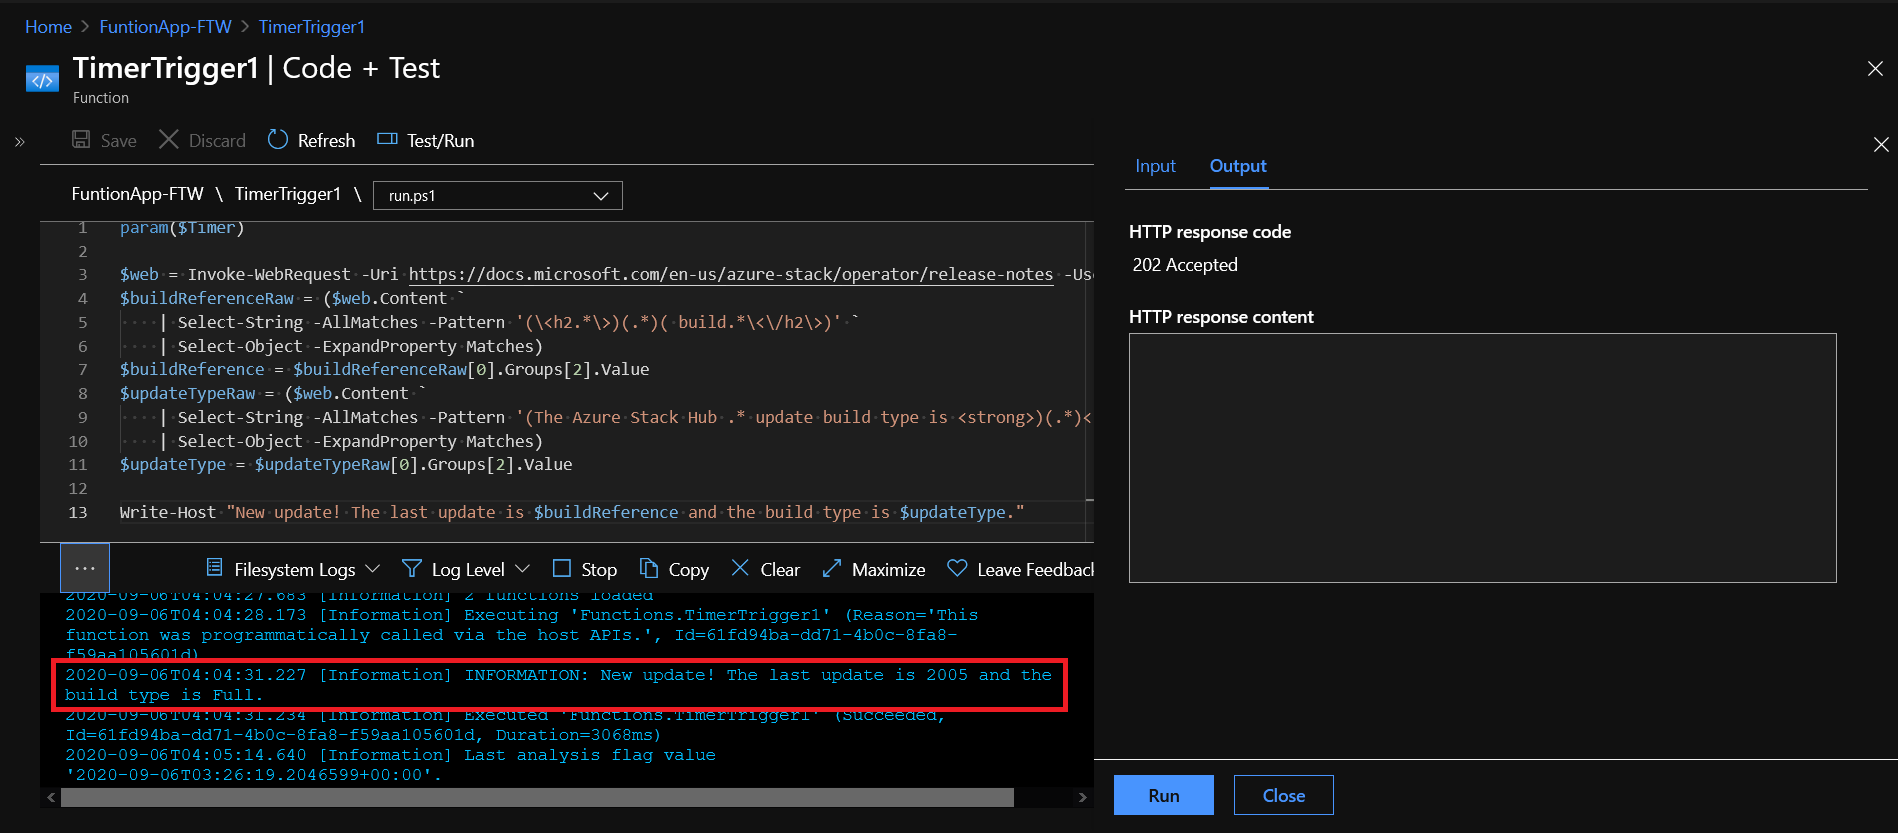 Home > FuntionApp-FTW > TimerTrigger1
TimerTrigger1 | Code + Test
Function
» Save Discard Refresh Test/Run
FuntionApp-FTW \ TimerTrigger1 \ run.ps1
1 param($Timer)
2
3 $web = Invoke-WebRequest -Uri https://docs.microsoft.com/en-us/azure-stack/operator/release-notes -Us
4 $buildReferenceRaw = ($web.Content `
5 | Select-String -AllMatches -Pattern '(\<h2.*\>)(.*)( build.*\<\/h2\>)' `
6 | Select-Object -ExpandProperty Matches)
7 $buildReference = $buildReferenceRaw[0].Groups[2].Value
8 $updateTypeRaw = ($web.Content `
9 | Select-String -AllMatches -Pattern '(The Azure Stack Hub .* update build type is <strong>)(.*)<
10 | Select-Object -ExpandProperty Matches)
11 $updateType = $updateTypeRaw[0].Groups[2].Value
12
13 Write-Host "New update! The last update is $buildReference and the build type is $updateType."
... Filesystem Logs Log Level Stop Copy Clear Maximize Leave Feedback
2020-09-06T04:04:27.683 [Information] 2 functions loaded
2020-09-06T04:04:28.173 [Information] Executing 'Functions.TimerTrigger1' (Reason='This
function was programmatically called via the host APIs.', Id=61fd94ba-dd71-4b0c-8fa8-
f59aa105601d)
2020-09-06T04:04:31.227 [Information] INFORMATION: New update! The last update is 2005 and the
build type is Full.
2020-09-06T04:04:31.234 [Information] Executed 'Functions.TimerTrigger1' (Succeeded,
Id=61fd94ba-dd71-4b0c-8fa8-f59aa105601d, Duration=3068ms)
2020-09-06T04:05:14.640 [Information] Last analysis flag value
'2020-09-06T03:26:19.2046599+00:00'.
Input Output
HTTP response code
202 Accepted
HTTP response content
Run Close